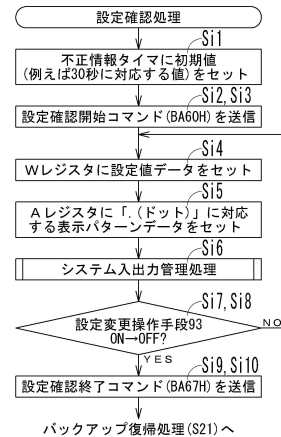 設定確認処理
Si1
不正情報タイマに初期値
(例えば30秒に対応する値)をセット
Si2,Si3
設定確認開始コマンド(BA60H)を送信
Si4
Wレジスタに設定値データをセット
Si5
Aレジスタに「.(ドット)」に対応
する表示パターンデータをセット
Si6
システム入出力管理処理
Si7,Si8
設定変更操作手段93
ON→OFF?
NO
YES
Si9,Si10
設定確認終了コマンド(BA67H)を送信
バックアップ復帰処理(S21)へ